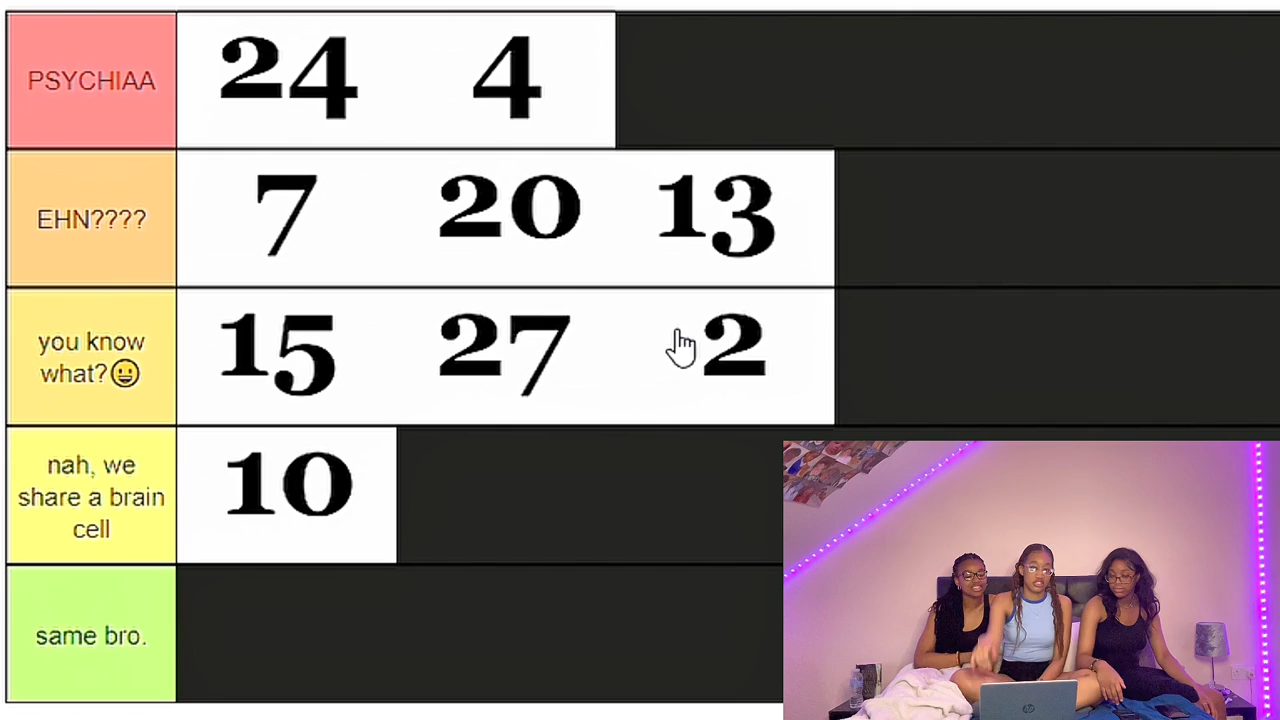 PSYCHIAA
24 4
EHN????
7 20 13
you know
what?😀
15 27 2
nah, we
share a brain
cell
10
same bro.
hp